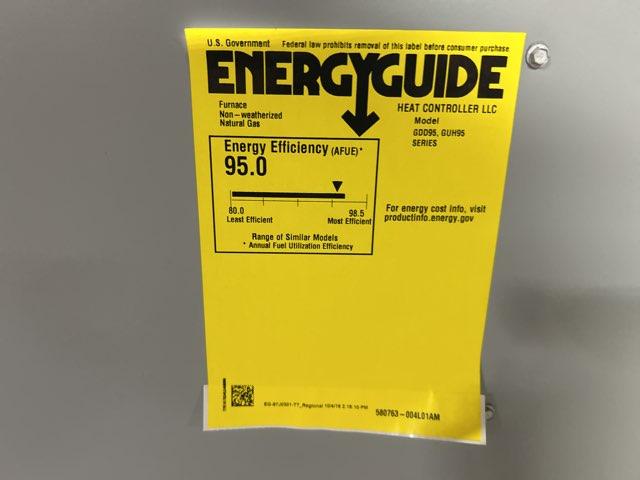 U.S. Government Federal law prohibits removal of this label before consumer purchase
ENERGYGUIDE
Furnace
Non-weatherized
Natural Gas
HEAT CONTROLLER LLC
Model
GDD95, GUH95
SERIES
Energy Efficiency (AFUE)*
95.0
80.0 98.5
Least Efficient Most Efficient
Range of Similar Models
* Annual Fuel Utilization Efficiency
For energy cost info, visit
productinfo.energy.gov
580763-004L01AM